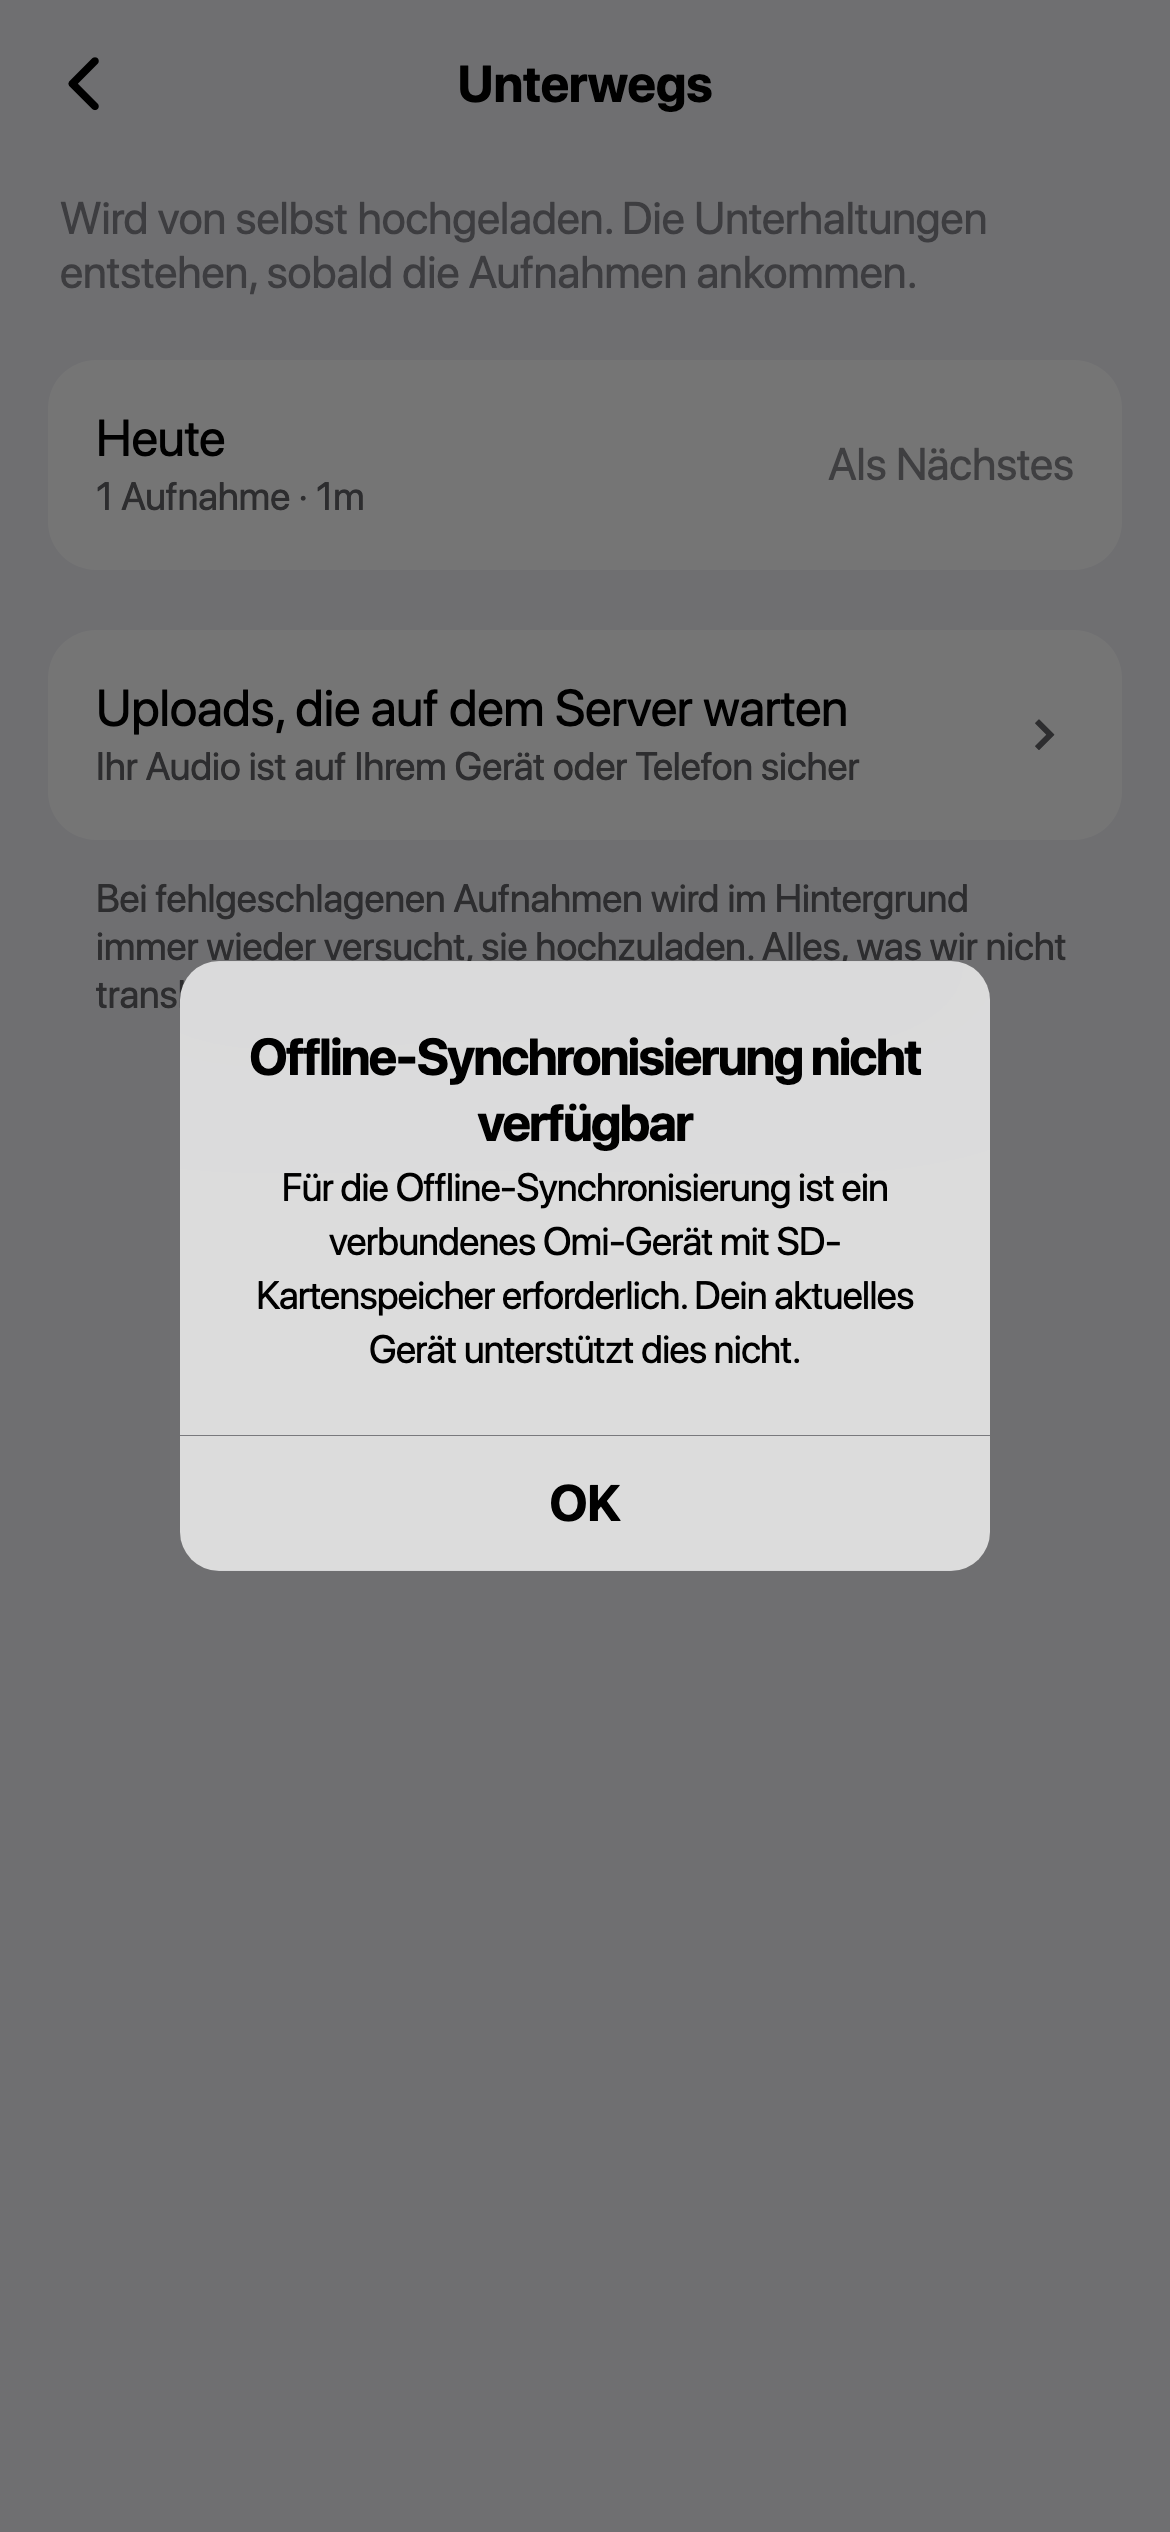 Unterwegs
Wird von selbst hochgeladen. Die Unterhaltungen
entstehen, sobald die Aufnahmen ankommen.
Heute
1 Aufnahme · 1m
Als Nächstes
Uploads, die auf dem Server warten
Ihr Audio ist auf Ihrem Gerät oder Telefon sicher
Bei fehlgeschlagenen Aufnahmen wird im Hintergrund
immer wieder versucht, sie hochzuladen. Alles, was wir nicht
Offline-Synchronisierung nicht
verfügbar
Für die Offline-Synchronisierung ist ein
verbundenes Omi-Gerät mit SD-
Kartenspeicher erforderlich. Dein aktuelles
Gerät unterstützt dies nicht.
OK